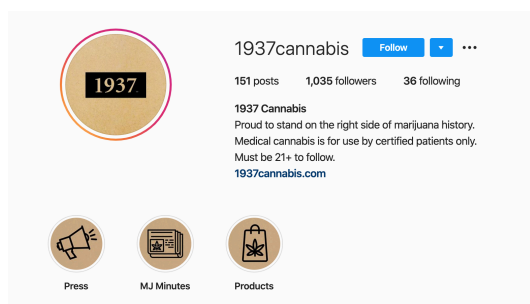 1937
1937cannabis Follow
151 posts 1,035 followers 36 following
1937 Cannabis
Proud to stand on the right side of marijuana history.
Medical cannabis is for use by certified patients only.
Must be 21+ to follow.
1937cannabis.com
Press MJ Minutes Products